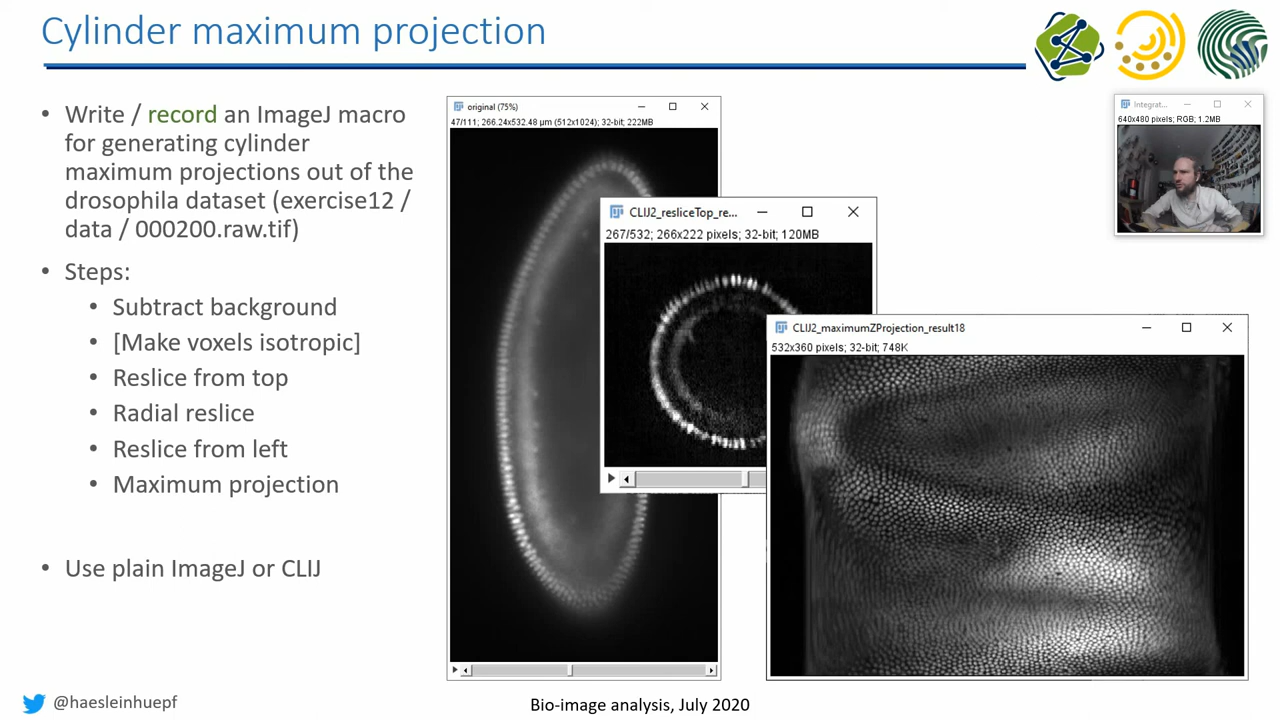 Cylinder maximum projection
• Write / record an ImageJ macro
for generating cylinder
maximum projections out of the
drosophila dataset (exercise12 /
data / 000200.raw.tif)
• Steps:
• Subtract background
• [Make voxels isotropic]
• Reslice from top
• Radial reslice
• Reslice from left
• Maximum projection
• Use plain ImageJ or CLIJ
original (75%)
47/111; 266.24x532.48 µm (512x1024); 32-bit; 222MB
CLIJ2_resliceTop_re...
267/532; 266x222 pixels; 32-bit; 120MB
CLIJ2_maximumZProjection_result18
532x360 pixels; 32-bit; 748K
Integrat...
640x480 pixels; RGB; 1.2MB
@haesleinhuepf
Bio-image analysis, July 2020